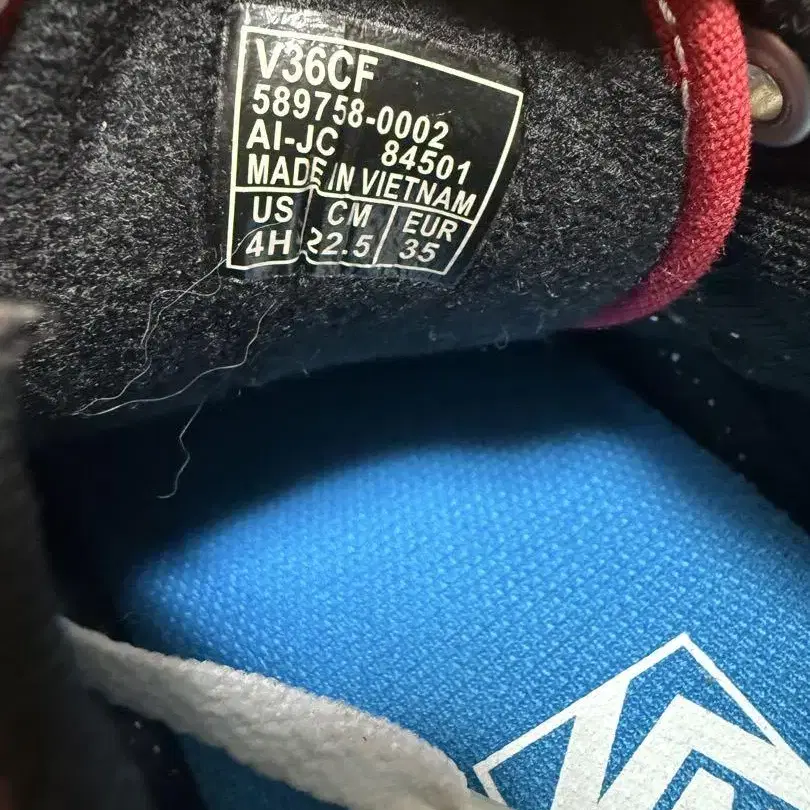 V36CF
589758-0002
AI-JC 84501
MADE IN VIETNAM
US CM EUR
4H 22.5 35